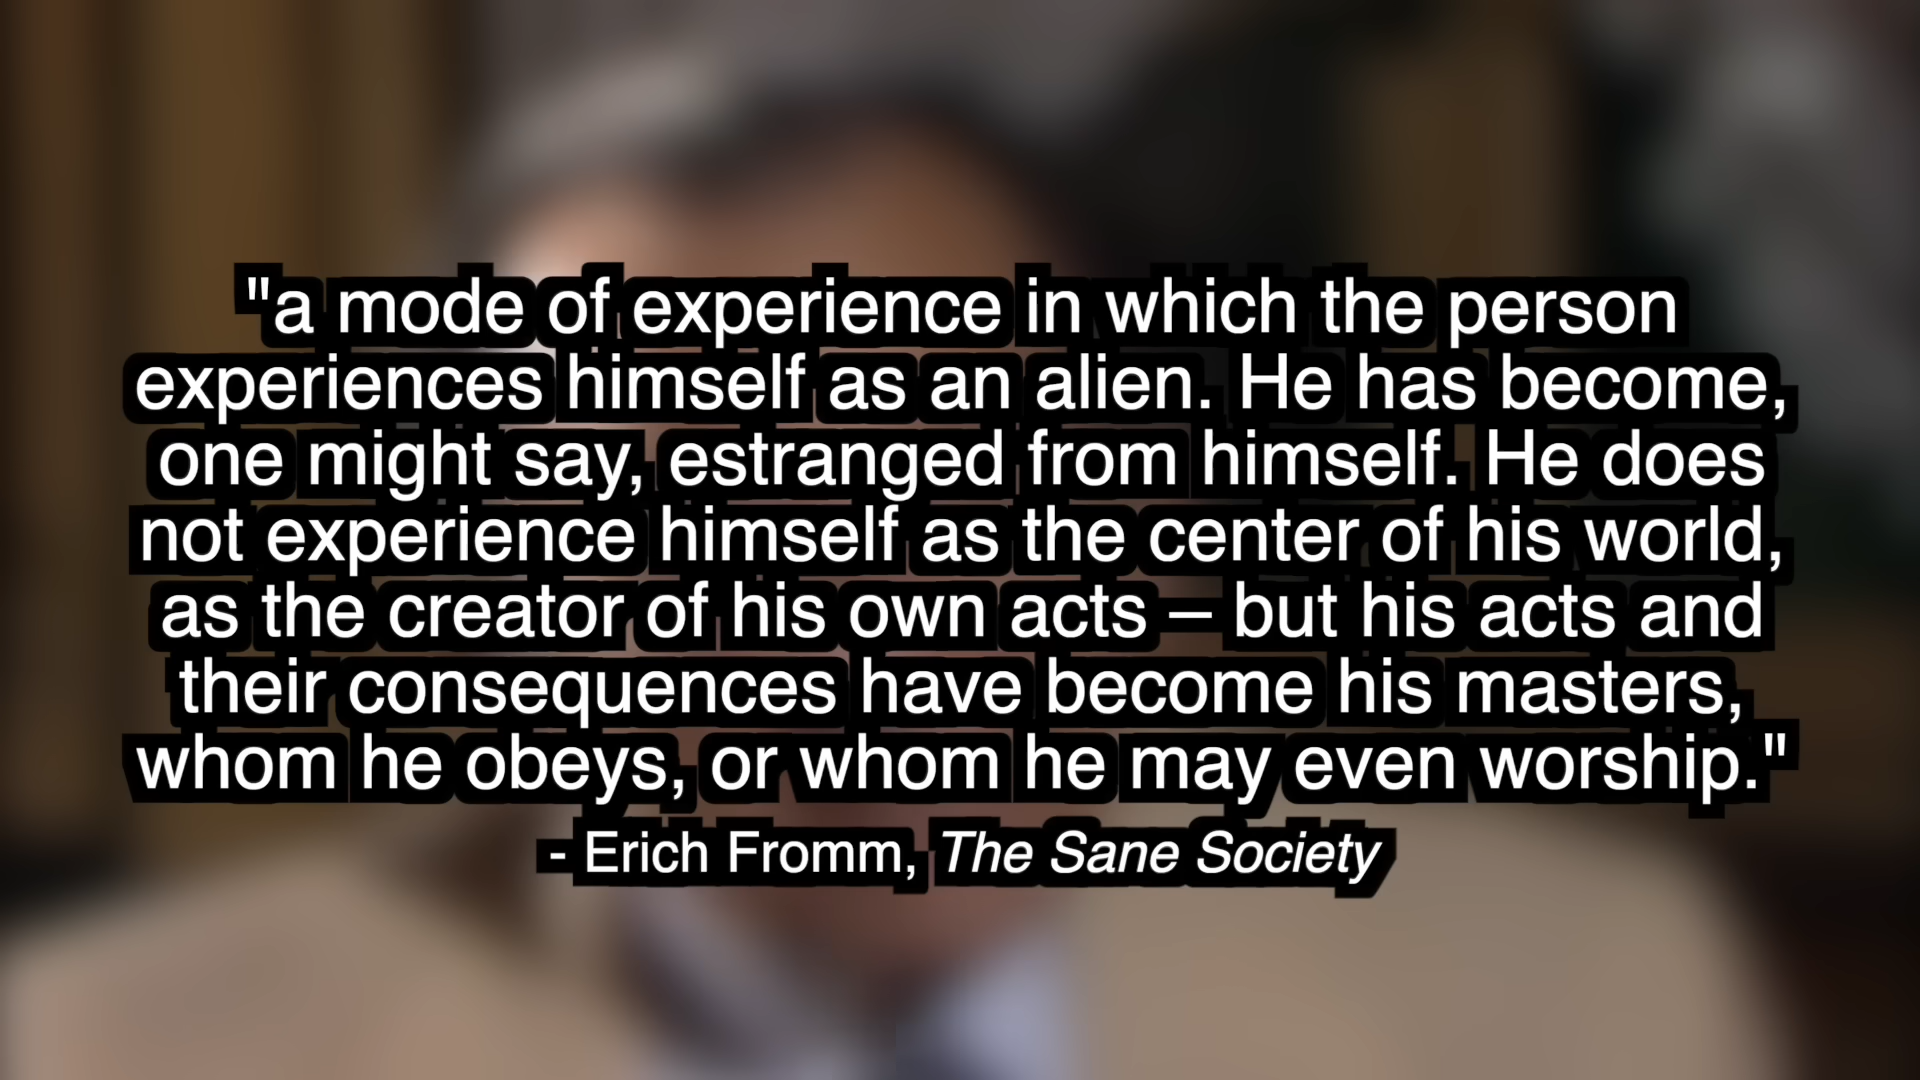 "a mode of experience in which the person
experiences himself as an alien. He has become,
one might say, estranged from himself. He does
not experience himself as the center of his world,
as the creator of his own acts – but his acts and
their consequences have become his masters,
whom he obeys, or whom he may even worship."
- Erich Fromm, The Sane Society